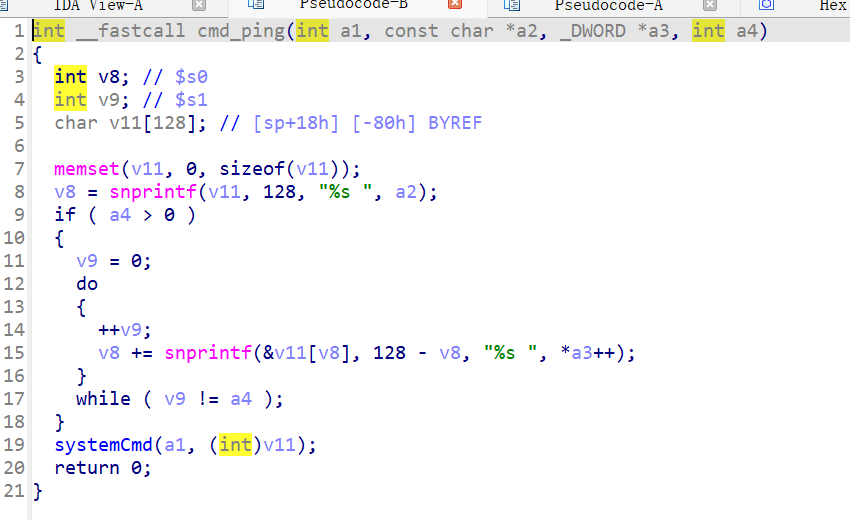 IDA View-A Pseudocode-B Pseudocode-A Hex
1 int __fastcall cmd_ping(int a1, const char *a2, _DWORD *a3, int a4)
2 {
3 int v8; // $s0
4 int v9; // $s1
5 char v11[128]; // [sp+18h] [-80h] BYREF
6
7 memset(v11, 0, sizeof(v11));
8 v8 = snprintf(v11, 128, "%s ", a2);
9 if ( a4 > 0 )
10 {
11 v9 = 0;
12 do
13 {
14 ++v9;
15 v8 += snprintf(&v11[v8], 128 - v8, "%s ", *a3++);
16 }
17 while ( v9 != a4 );
18 }
19 systemCmd(a1, (int)v11);
20 return 0;
21 }